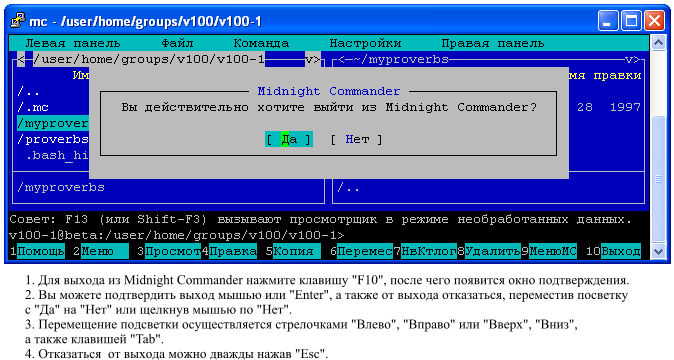 mc - /user/home/groups/v100/v100-1
Левая панель Файл Команда Настройки Правая панель
<-/user/home/groups/v100/v100-1 v> <-~/myproverbs v>
Им мя правки
/..
/.mc 28 1997
/myprover
/proverbs
.bash_hi
Midnight Commander
Вы действительно хотите выйти из Midnight Commander?
[ Да ] [ Нет ]
/myproverbs /..
Совет: F13 (или Shift-F3) вызывают просмотрщик в режиме необработанных данных.
v100-1@beta:/user/home/groups/v100/v100-1>
1Помощь 2Меню 3Просмот 4Правка 5Копия 6Перемес 7НвКтлог 8Удалить 9МенюМС 10Выход
1. Для выхода из Midnight Commander нажмите клавишу "F10", после чего появится окно подтверждения.
2. Вы можете подтвердить выход мышью или "Enter", а также от выхода отказаться, переместив посветку
с "Да" на "Нет" или щелкнув мышью по "Нет".
3. Перемещение подсветки осуществляется стрелочками "Влево", "Вправо" или "Вверх", "Вниз",
а также клавишей "Tab".
4. Отказаться от выхода можно дважды нажав "Esc".